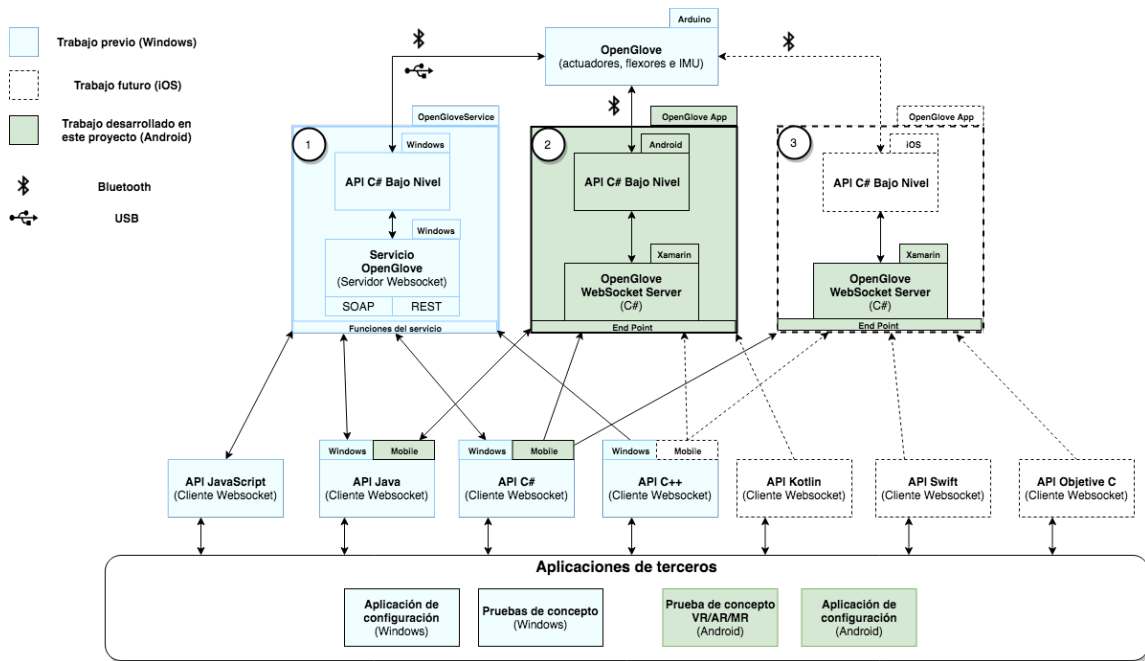 Arduino
OpenGlove
(actuadores, flexores e IMU)
Trabajo previo (Windows)
Trabajo futuro (iOS)
Trabajo desarrollado en
este proyecto (Android)
Bluetooth
USB
OpenGloveService
1
Windows
API C# Bajo Nivel
Windows
Servicio
OpenGlove
(Servidor Websocket)
SOAP
REST
Funciones del servicio
OpenGlove App
2
Android
API C# Bajo Nivel
Xamarin
OpenGlove
WebSocket Server
(C#)
End Point
OpenGlove App
3
iOS
API C# Bajo Nivel
Xamarin
OpenGlove
WebSocket Server
(C#)
End Point
API JavaScript
(Cliente Websocket)
Windows
Mobile
API Java
(Cliente Websocket)
Windows
Mobile
API C#
(Cliente Websocket)
Windows
Mobile
API C++
(Cliente Websocket)
API Kotlin
(Cliente Websocket)
API Swift
(Cliente Websocket)
API Objetive C
(Cliente Websocket)
Aplicaciones de terceros
Aplicación de
configuración
(Windows)
Pruebas de concepto
(Windows)
Prueba de concepto
VR/AR/MR
(Android)
Aplicación de
configuración
(Android)